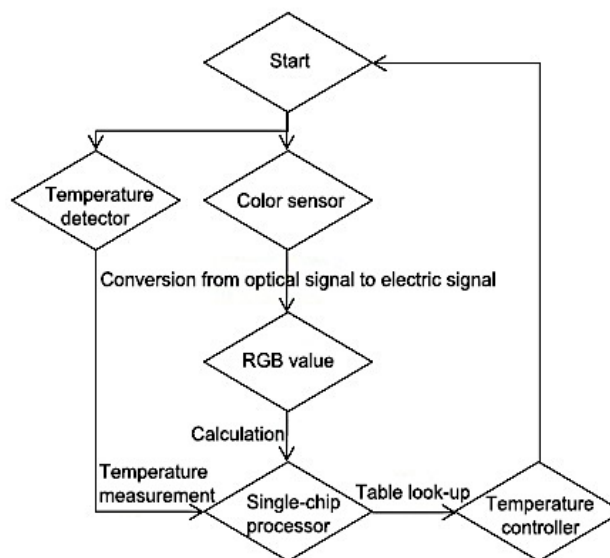 Start
Temperature
detector
Color sensor
Conversion from optical signal to electric signal
RGB value
Calculation
Temperature
measurement
Single-chip
processor
Table look-up
Temperature
controller